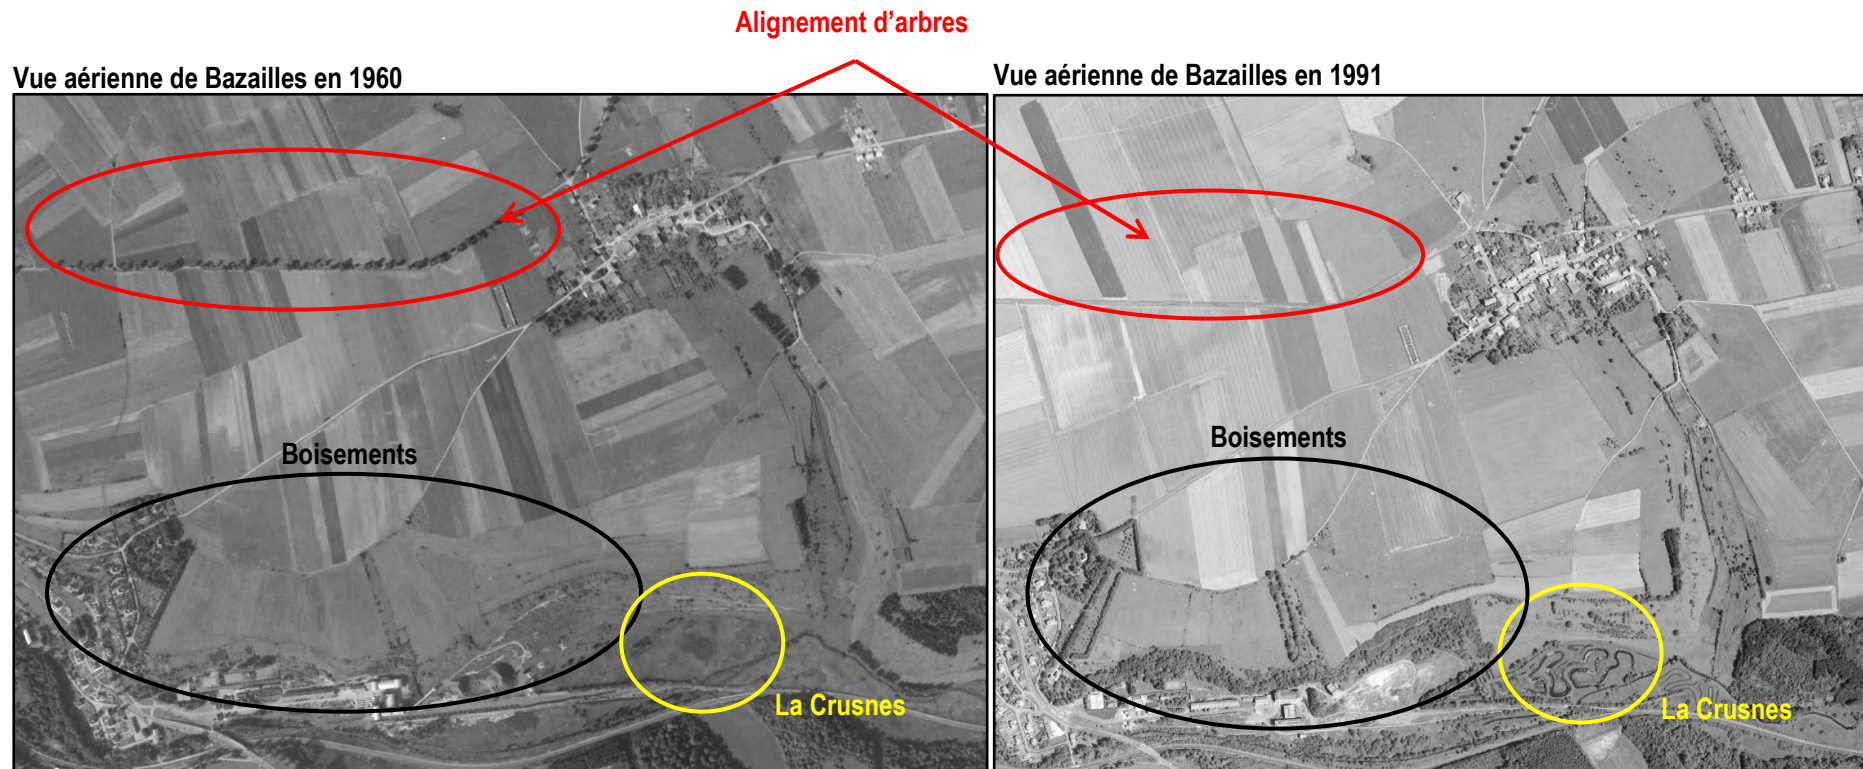 Alignement d’arbres
Vue aérienne de Bazailles en 1960
Vue aérienne de Bazailles en 1991
Boisements
Boisements
La Crusnes
La Crusnes